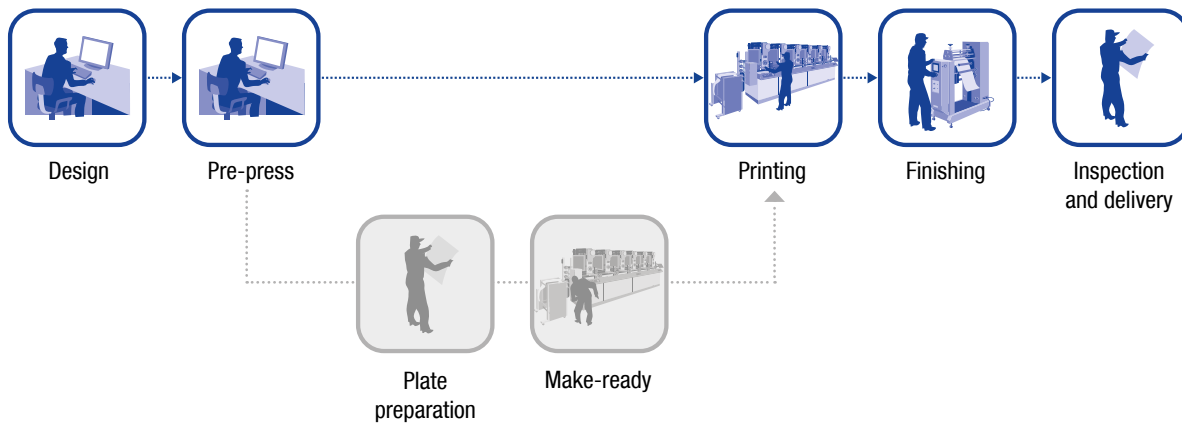 Design
Pre-press
Printing
Finishing
Inspection
and delivery
Plate
preparation
Make-ready